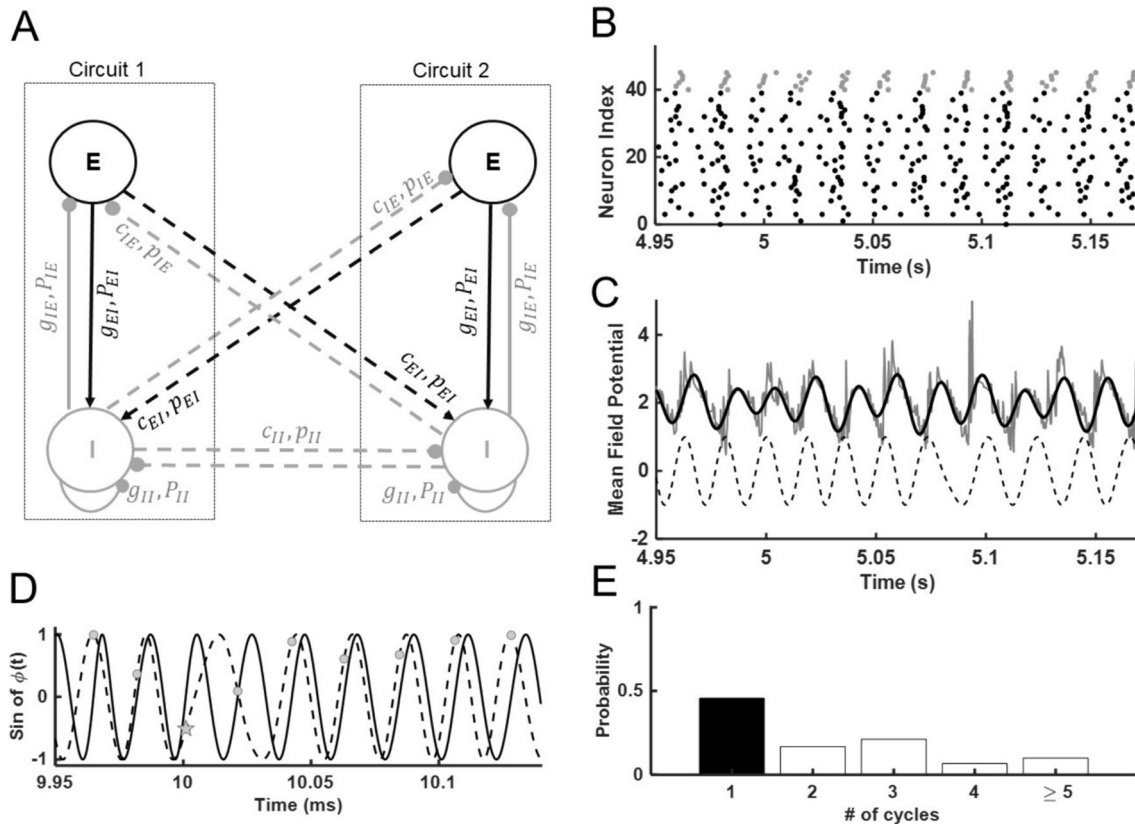 A
Circuit 1
Circuit 2
E
E
c_IE, p_IE
c_IE, p_IE
g_IE, P_IE
g_EI, P_EI
g_EI, P_EI
g_IE, P_IE
c_EI, p_EI
c_EI, p_EI
I
I
c_II, p_II
g_II, P_II
g_II, P_II
B
Neuron Index
40
20
0
4.95
5
5.05
5.1
5.15
Time (s)
C
Mean Field Potential
4
2
0
-2
4.95
5
5.05
5.1
5.15
Time (s)
D
Sin of ϕ(t)
1
0
-1
9.95
10
10.05
10.1
Time (ms)
E
Probability
1
0.5
0
1
2
3
4
≥ 5
# of cycles